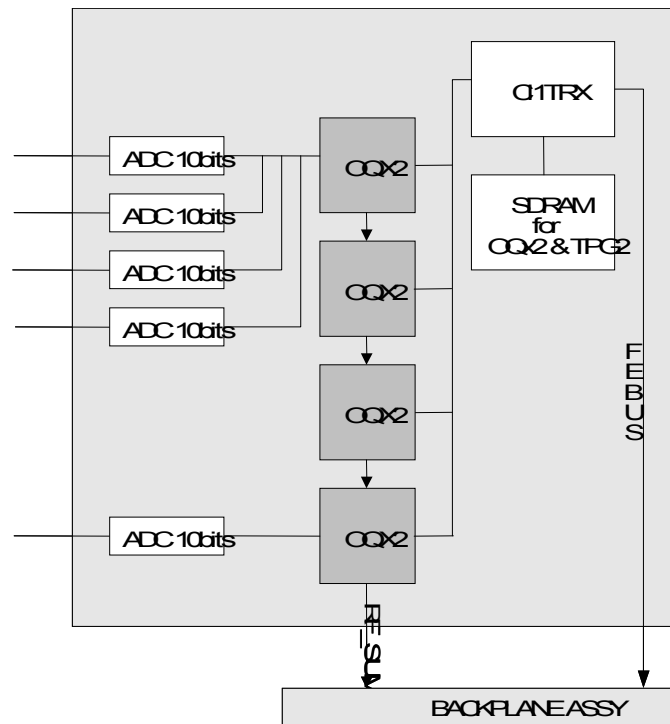 ADC 10bits
ADC 10bits
ADC 10bits
ADC 10bits
ADC 10bits
OQX2
OQX2
OQX2
OQX2
SDRAM
for
OQx2 & TPG2
FEBUS
BACKPLANE ASSY